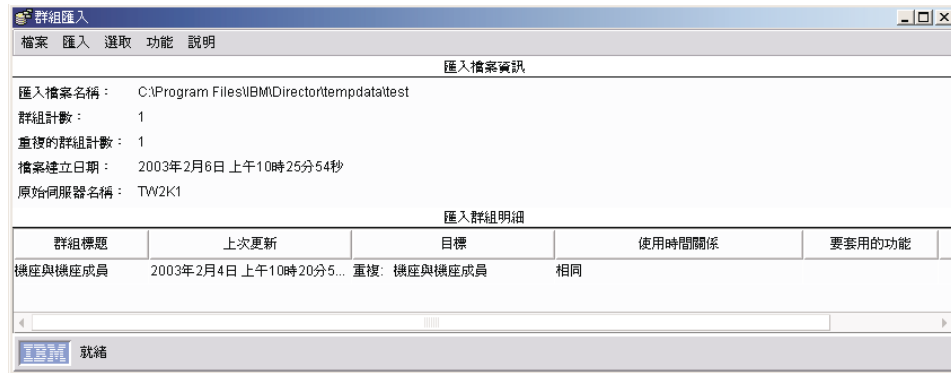 群組匯入
檔案 匯入 選取 功能 說明
匯入檔案資訊
匯入檔案名稱： C:\Program Files\IBM\Director\tempdata\test
群組計數： 1
重複的群組計數： 1
檔案建立日期： 2003年2月6日 上午10時25分54秒
原始伺服器名稱： TW2K1
匯入群組明細
群組標題 上次更新 目標 使用時間關係 要套用的功能
機座與機座成員 2003年2月4日 上午10時20分5... 重複: 機座與機座成員 相同
IBM 就緒